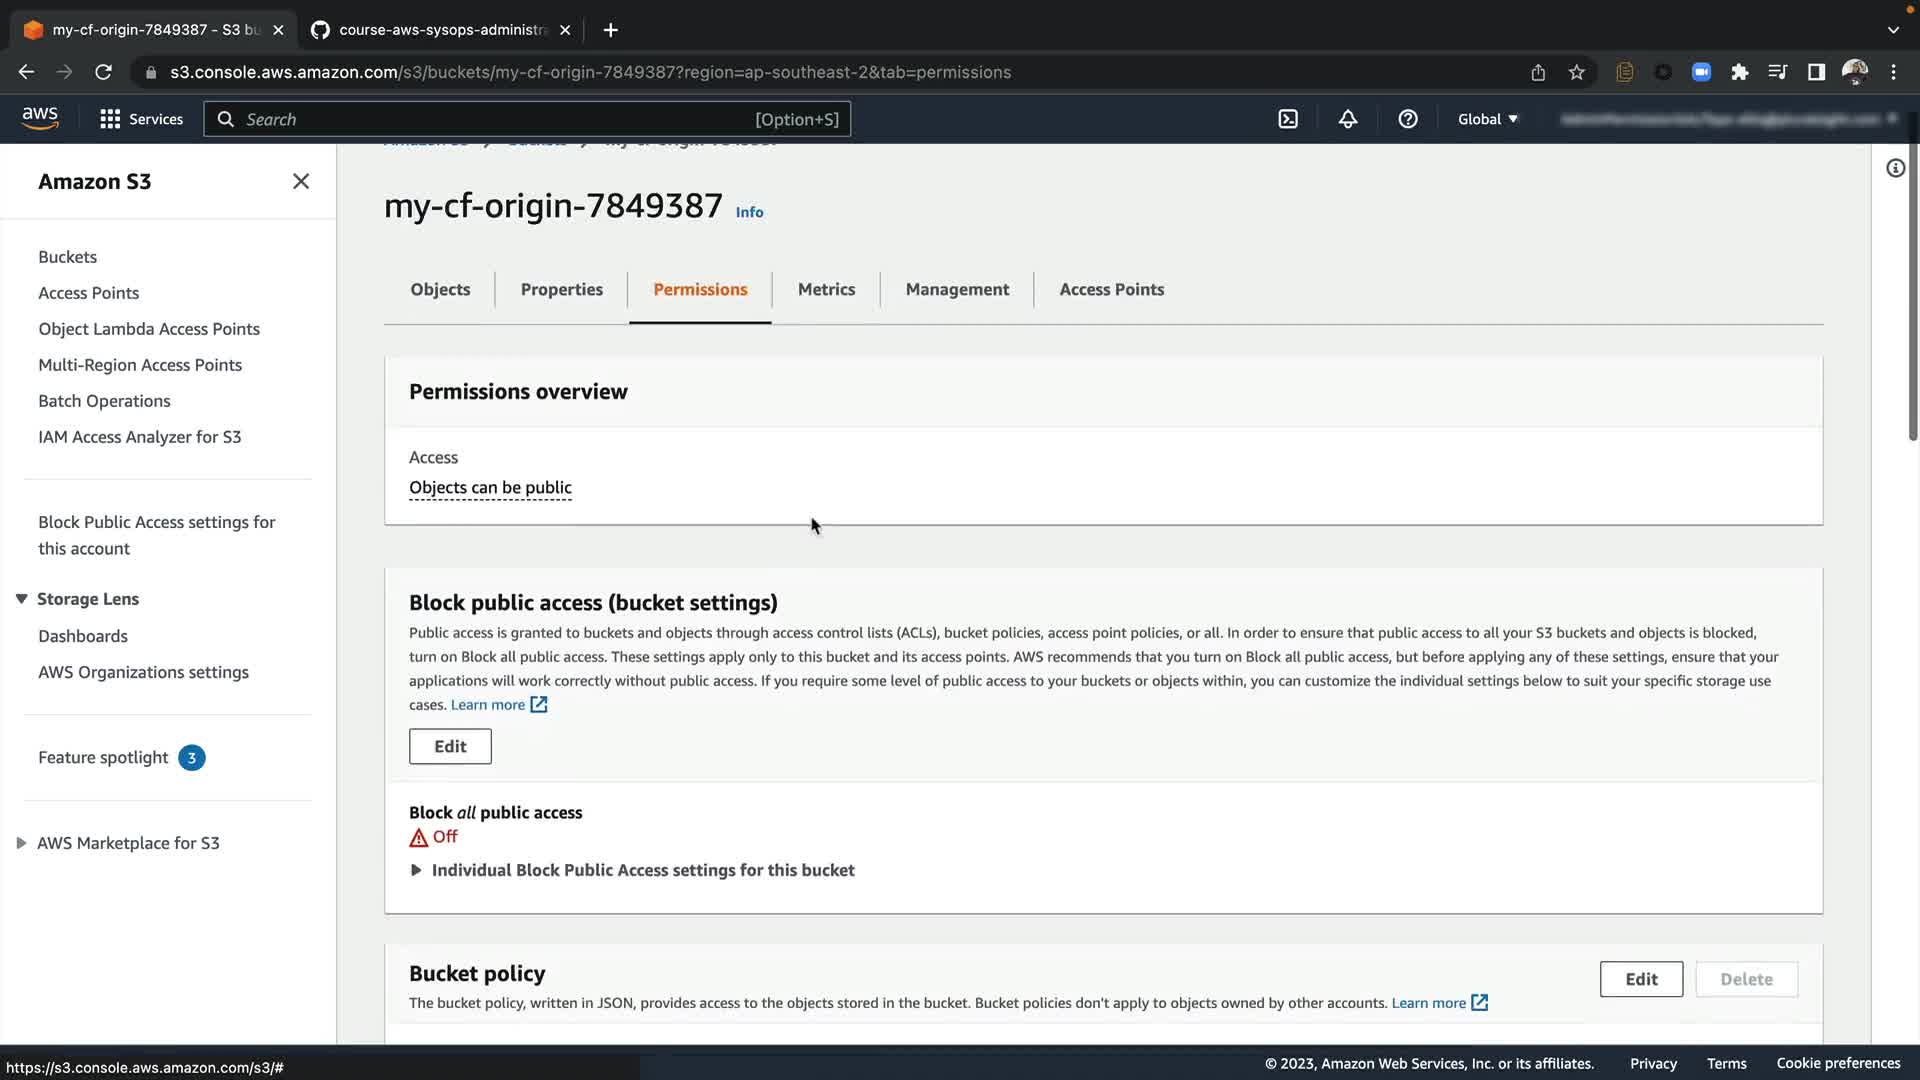 my-cf-origin-7849387 - S3 bu
course-aws-sysops-administra
s3.console.aws.amazon.com/s3/buckets/my-cf-origin-7849387?region=ap-southeast-2&tab=permissions
aws
Services
Search
[Option+S]
Global
Amazon S3
Buckets
Access Points
Object Lambda Access Points
Multi-Region Access Points
Batch Operations
IAM Access Analyzer for S3
Block Public Access settings for
this account
Storage Lens
Dashboards
AWS Organizations settings
Feature spotlight 3
AWS Marketplace for S3
my-cf-origin-7849387 Info
Objects
Properties
Permissions
Metrics
Management
Access Points
Permissions overview
Access
Objects can be public
Block public access (bucket settings)
Public access is granted to buckets and objects through access control lists (ACLs), bucket policies, access point policies, or all. In order to ensure that public access to all your S3 buckets and objects is blocked,
turn on Block all public access. These settings apply only to this bucket and its access points. AWS recommends that you turn on Block all public access, but before applying any of these settings, ensure that your
applications will work correctly without public access. If you require some level of public access to your buckets or objects within, you can customize the individual settings below to suit your specific storage use
cases. Learn more
Edit
Block all public access
Off
Individual Block Public Access settings for this bucket
Bucket policy
Edit
Delete
The bucket policy, written in JSON, provides access to the objects stored in the bucket. Bucket policies don't apply to objects owned by other accounts. Learn more
https://s3.console.aws.amazon.com/s3/#
© 2023, Amazon Web Services, Inc. or its affiliates.
Privacy
Terms
Cookie preferences